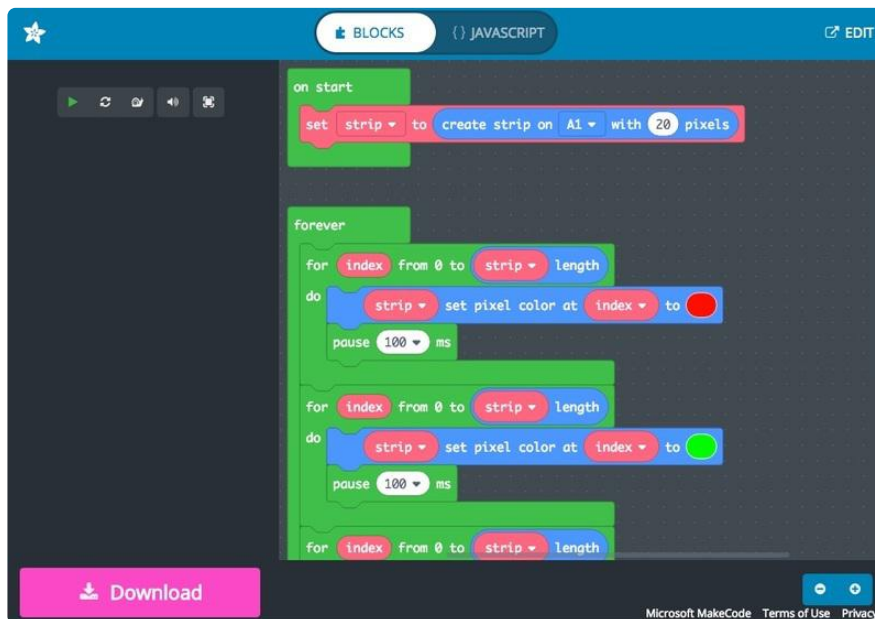 BLOCKS
{ } JAVASCRIPT
EDIT
on start
set strip to create strip on A1 with 20 pixels
forever
for index from 0 to strip length
do
strip set pixel color at index to
pause 100 ms
for index from 0 to strip length
do
strip set pixel color at index to
pause 100 ms
for index from 0 to strip length
Download
Microsoft MakeCode Terms of Use Privacy